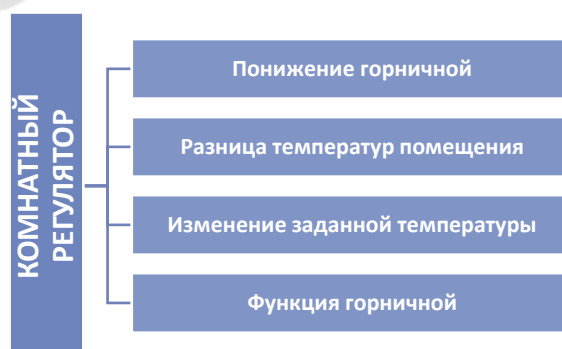 КОМНАТНЫЙ
РЕГУЛЯТОР
Понижение горничной
Разница температур помещения
Изменение заданной температуры
Функция горничной